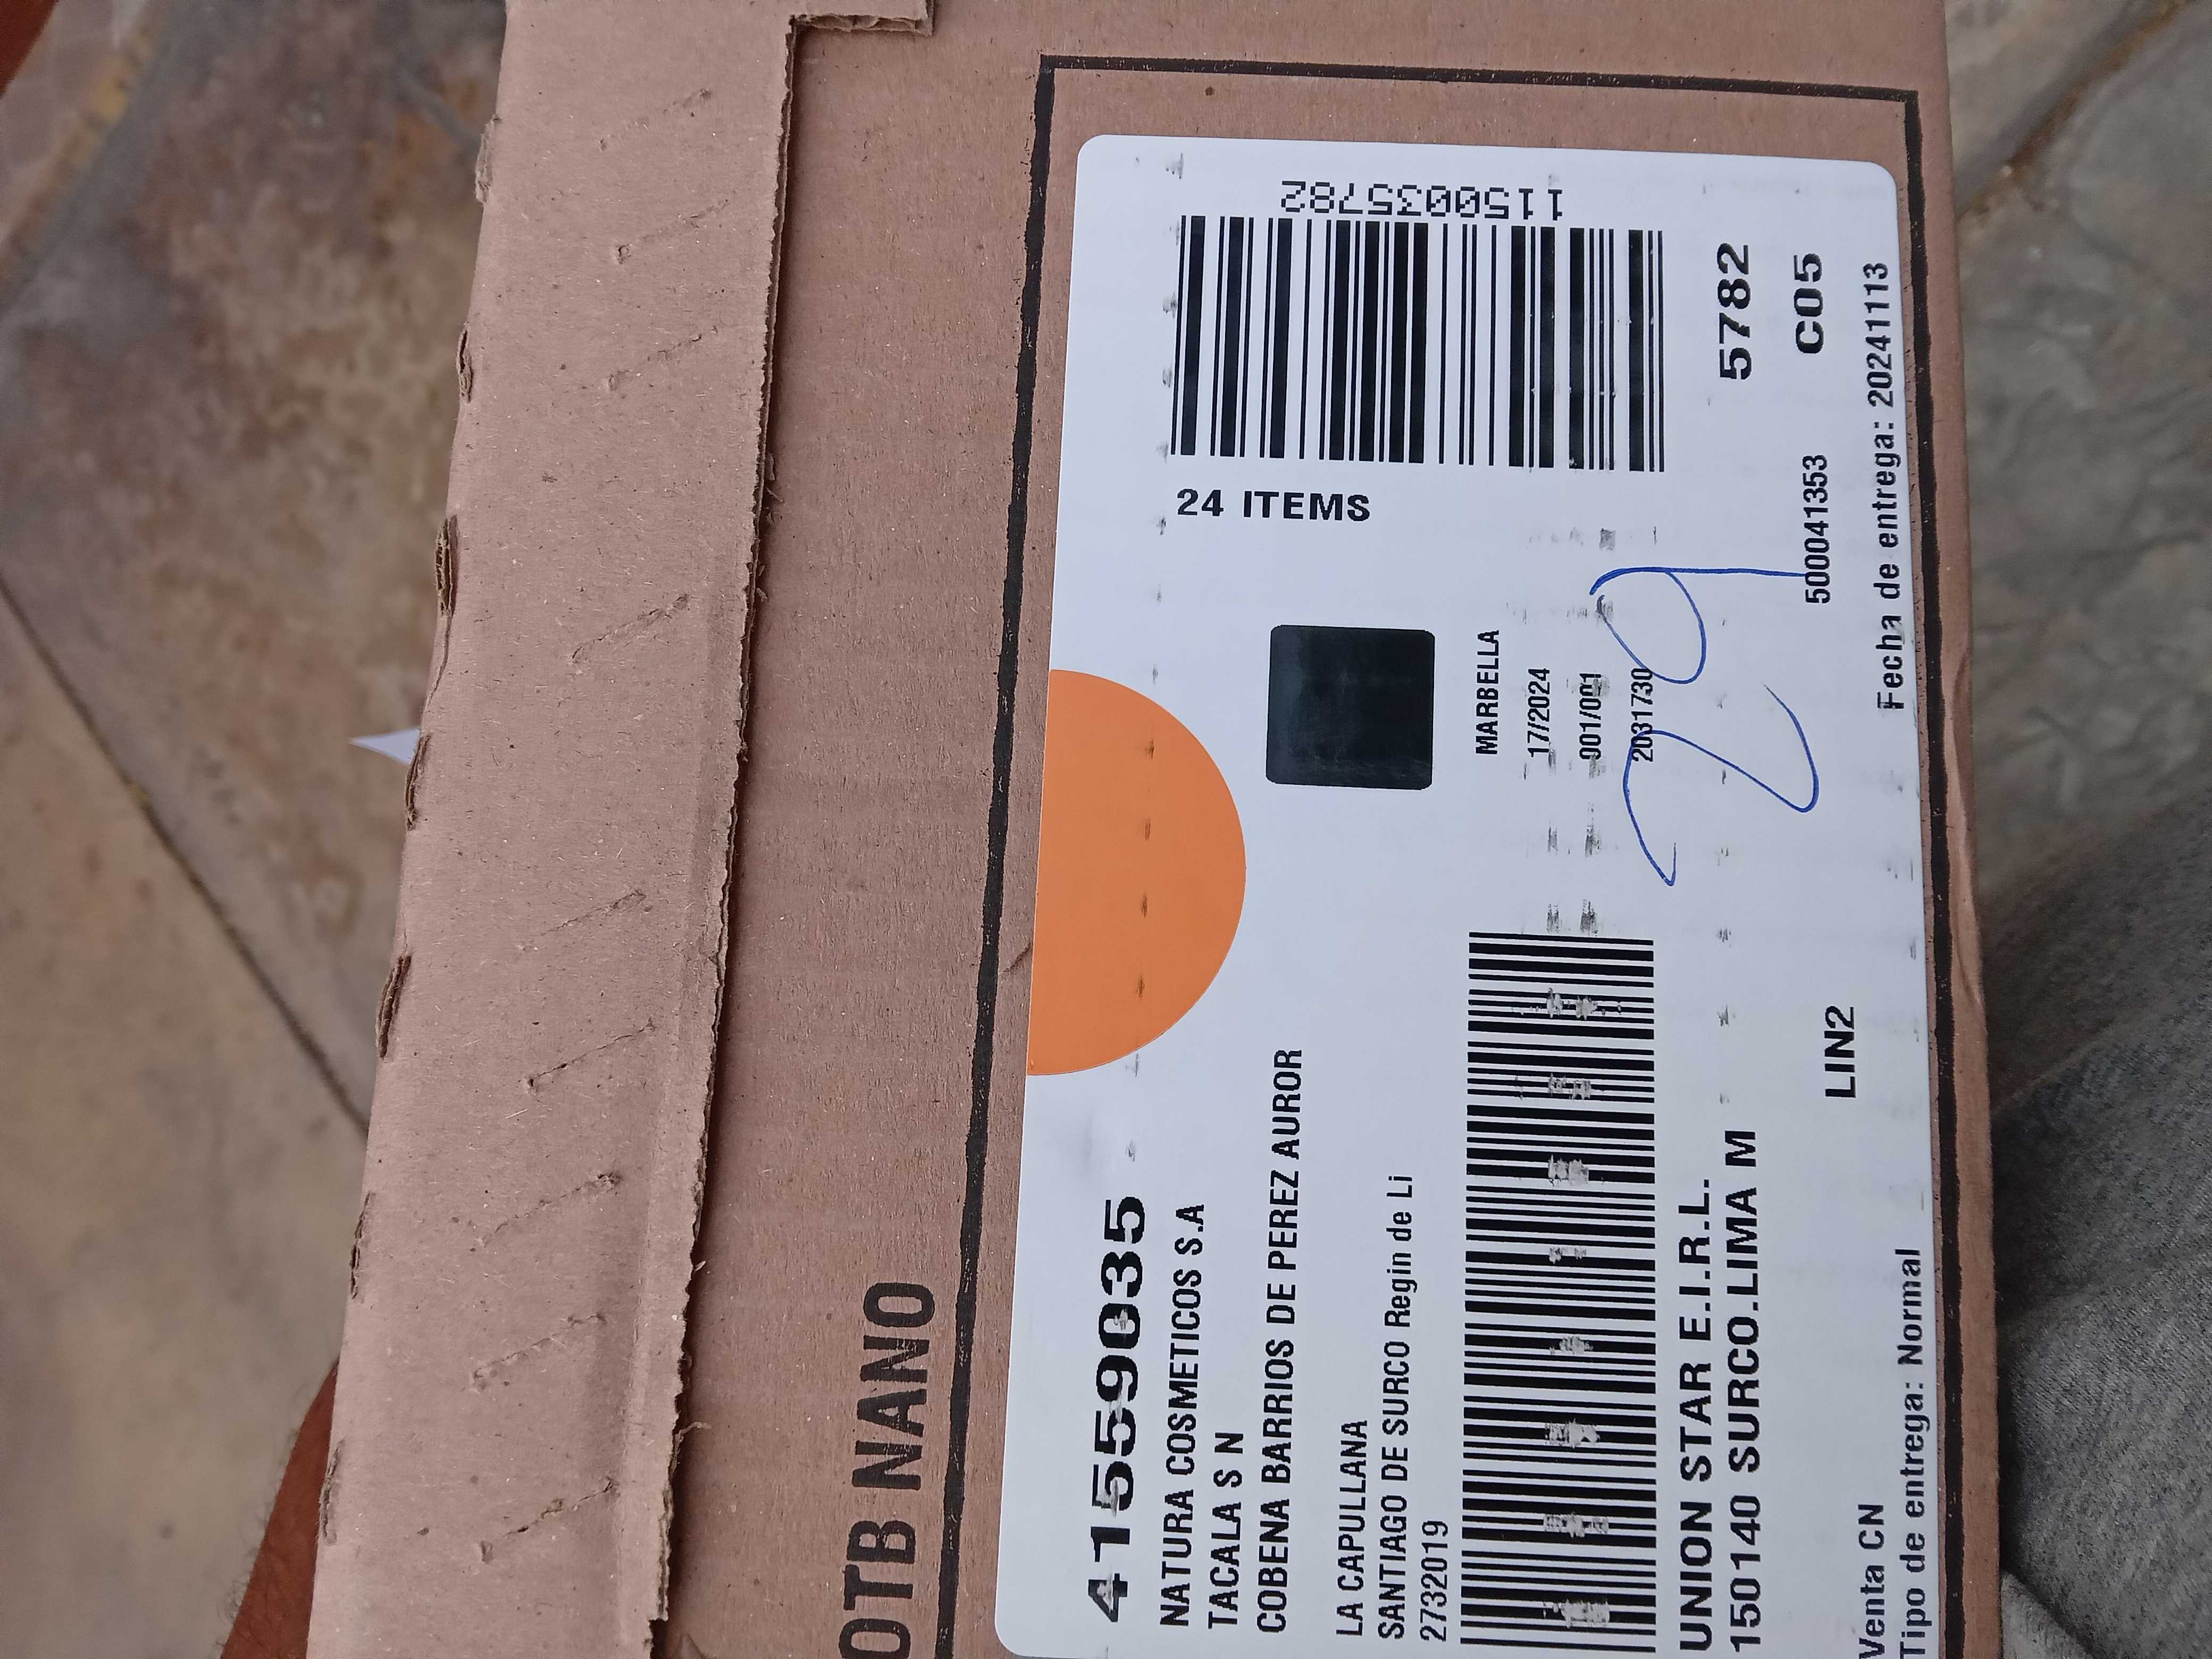 OTB NANO
41559035
NATURA COSMETICOS S.A
TACALA S N
COBENA BARRIOS DE PEREZ AUROR
LA CAPULLANA
SANTIAGO DE SURCO Regin de Li
2732019
UNION STAR E.I.R.L.
150140 SURCO.LIMA M
LIN2
Venta CN
Tipo de entrega: Normal
MARBELLA
17/2024
001/001
2031730
29
24 ITEMS
1150035782
5782
C05
5000041353
Fecha de entrega: 20241113